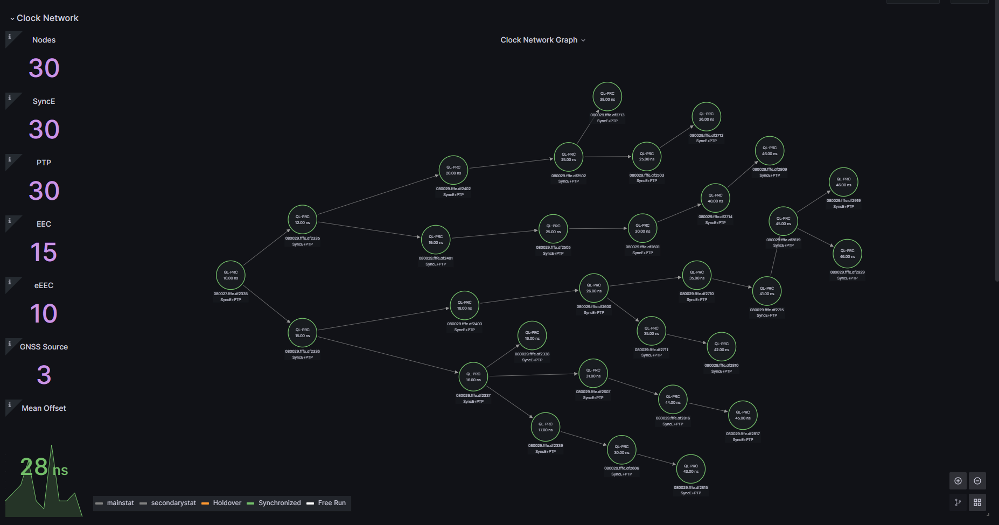 Clock Network
Nodes
30
SyncE
30
PTP
30
EEC
15
eEEC
10
GNSS Source
3
Mean Offset
28 ns
Clock Network Graph
QL-PRC
38.00 ns
080029.fffe.df2713
SyncE+PTP
QL-PRC
36.00 ns
080029.fffe.df2712
SyncE+PTP
QL-PRC
46.00 ns
080029.fffe.df2909
SyncE+PTP
QL-PRC
25.00 ns
080029.fffe.df2502
SyncE+PTP
QL-PRC
25.00 ns
080029.fffe.df2503
SyncE+PTP
QL-PRC
20.00 ns
080029.fffe.df2402
SyncE+PTP
QL-PRC
46.00 ns
080029.fffe.df2919
SyncE+PTP
QL-PRC
40.00 ns
080029.fffe.df2714
SyncE+PTP
QL-PRC
12.00 ns
080029.fffe.df2335
SyncE+PTP
QL-PRC
45.00 ns
080029.fffe.df2819
SyncE+PTP
QL-PRC
19.00 ns
080029.fffe.df2401
SyncE+PTP
QL-PRC
25.00 ns
080029.fffe.df2505
SyncE+PTP
QL-PRC
30.00 ns
080029.fffe.df2601
SyncE+PTP
QL-PRC
46.00 ns
080029.fffe.df2929
SyncE+PTP
QL-PRC
10.00 ns
080027.fffe.df2335
SyncE+PTP
QL-PRC
35.00 ns
080029.fffe.df2710
SyncE+PTP
QL-PRC
26.00 ns
080029.fffe.df2600
SyncE+PTP
QL-PRC
41.00 ns
080029.fffe.df2715
SyncE+PTP
QL-PRC
18.00 ns
080029.fffe.df2400
SyncE+PTP
QL-PRC
15.00 ns
080029.fffe.df2336
SyncE+PTP
QL-PRC
16.00 ns
080029.fffe.df2338
SyncE+PTP
QL-PRC
35.00 ns
080029.fffe.df2711
SyncE+PTP
QL-PRC
42.00 ns
080029.fffe.df2810
SyncE+PTP
QL-PRC
16.00 ns
080029.fffe.df2337
SyncE+PTP
QL-PRC
31.00 ns
080029.fffe.df2607
SyncE+PTP
QL-PRC
44.00 ns
080029.fffe.df2816
SyncE+PTP
QL-PRC
45.00 ns
080029.fffe.df2817
SyncE+PTP
QL-PRC
17.00 ns
080029.fffe.df2339
SyncE+PTP
QL-PRC
30.00 ns
080029.fffe.df2606
SyncE+PTP
QL-PRC
43.00 ns
080029.fffe.df2815
SyncE+PTP
mainstat secondarystat Holdover Synchronized Free Run